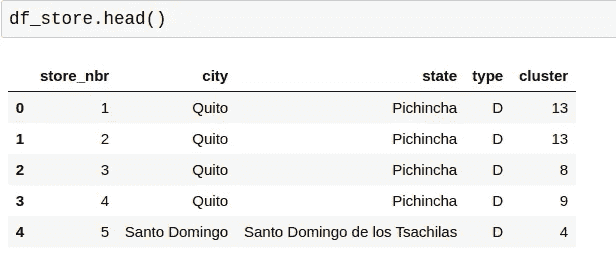 df_store.head()
store_nbr city state type cluster
0 1 Quito Pichincha D 13
1 2 Quito Pichincha D 13
2 3 Quito Pichincha D 8
3 4 Quito Pichincha D 9
4 5 Santo Domingo Santo Domingo de los Tsachilas D 4